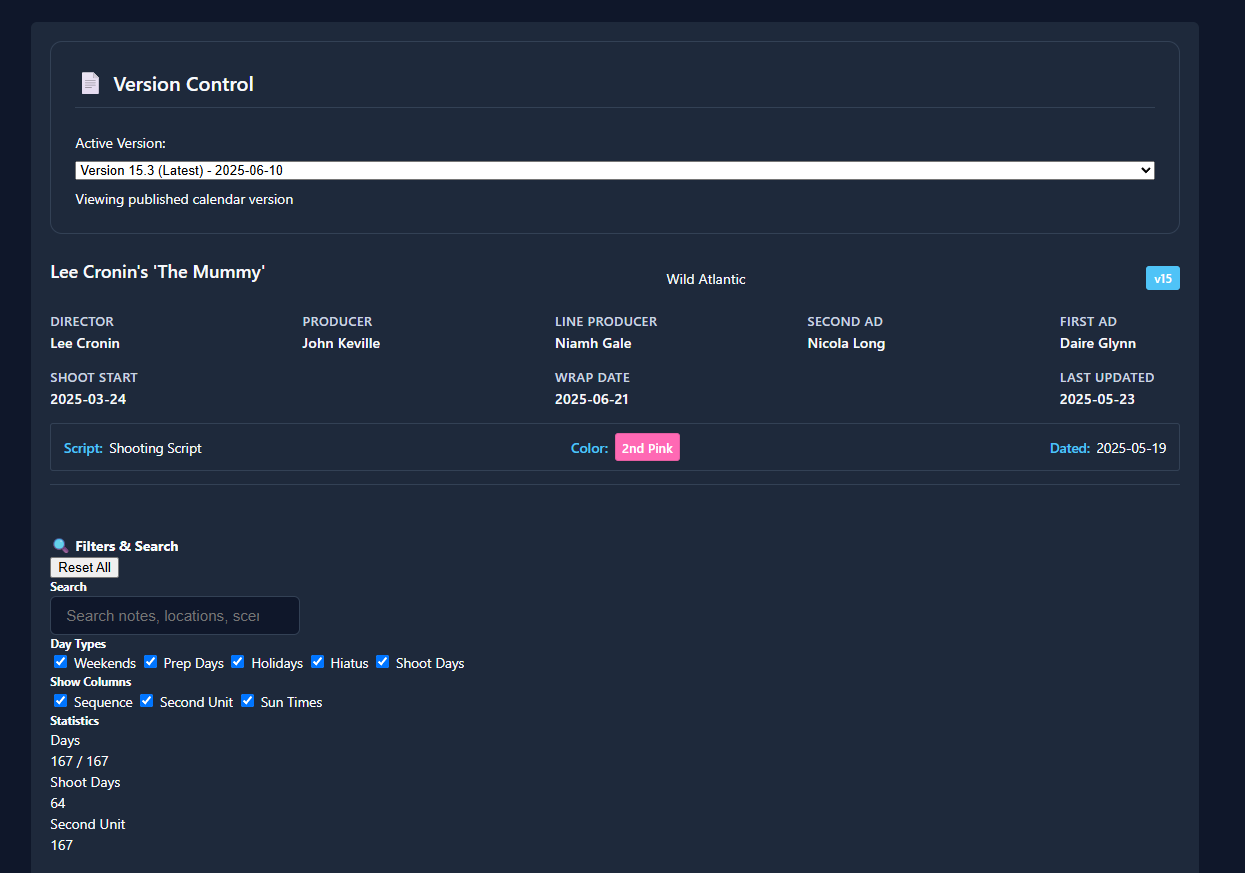 Version Control
Active Version:
Version 15.3 (Latest) - 2025-06-10
Viewing published calendar version
Lee Cronin's 'The Mummy'
Wild Atlantic
v15
DIRECTOR
Lee Cronin
PRODUCER
John Keville
LINE PRODUCER
Niamh Gale
SECOND AD
Nicola Long
FIRST AD
Daire Glynn
SHOOT START
2025-03-24
WRAP DATE
2025-06-21
LAST UPDATED
2025-05-23
Script: Shooting Script
Color: 2nd Pink
Dated: 2025-05-19
Filters & Search
Reset All
Search
Search notes, locations, scer
Day Types
Weekends Prep Days Holidays Hiatus Shoot Days
Show Columns
Sequence Second Unit Sun Times
Statistics
Days
167 / 167
Shoot Days
64
Second Unit
167